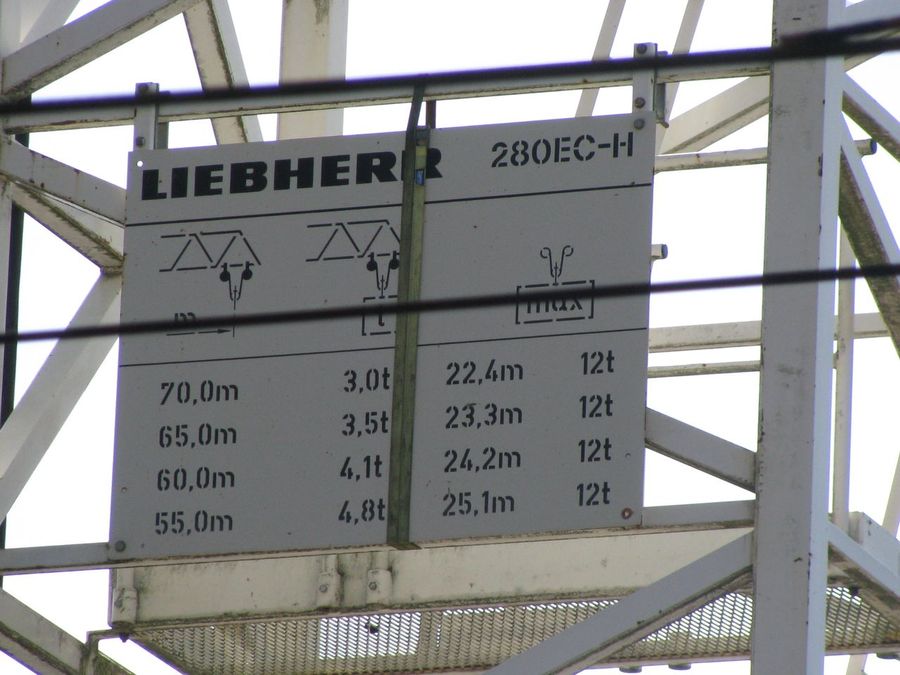 LIEBHERR 280EC-H
m t max
70,0m 3,0t 22,4m 12t
65,0m 3,5t 23,3m 12t
60,0m 4,1t 24,2m 12t
55,0m 4,8t 25,1m 12t